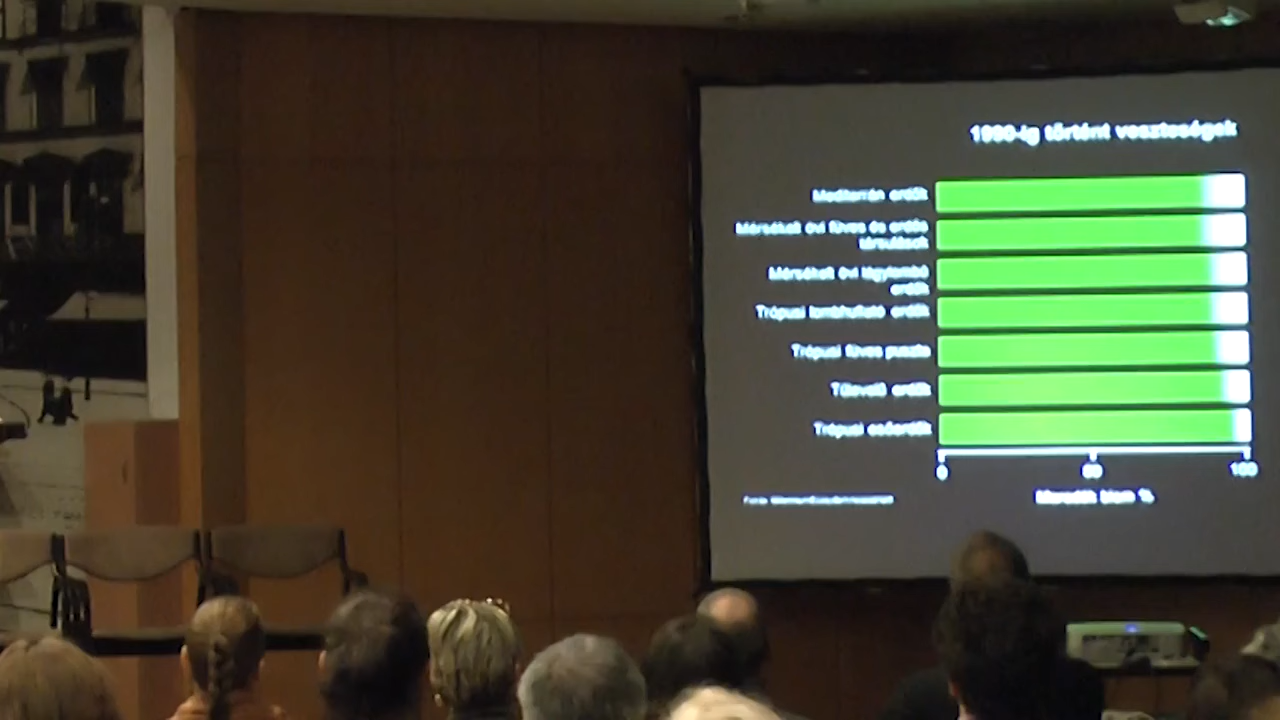 1990-ig történt veszteségek
Mediterrán erdők
Mérsékelt övi füves és erdős
társulások
Mérsékelt övi lágylombú
erdők
Trópusi lombhullató erdők
Trópusi füves puszta
Tűlevelű erdők
Trópusi esőerdők
0
50
100
Maradék biom %